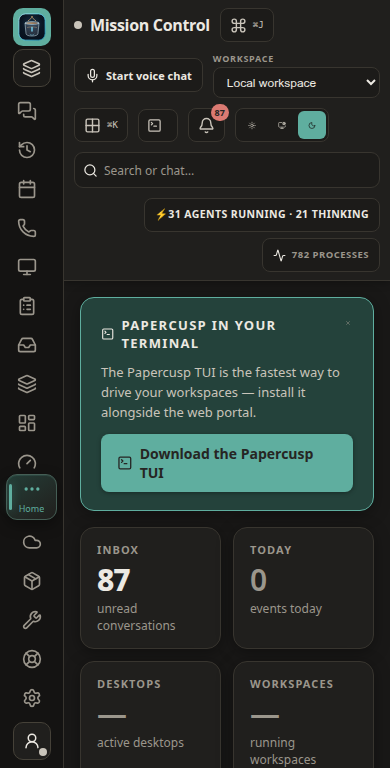 Mission Control
⌘J
Start voice chat
WORKSPACE
Local workspace
⌘K
87
Search or chat...
⚡31 AGENTS RUNNING · 21 THINKING
782 PROCESSES
PAPERCUSP IN YOUR
TERMINAL
×
The Papercusp TUI is the fastest way to
drive your workspaces — install it
alongside the web portal.
Download the Papercusp
TUI
Home
INBOX
87
unread
conversations
TODAY
0
events today
DESKTOPS
—
active desktops
WORKSPACES
—
running
workspaces